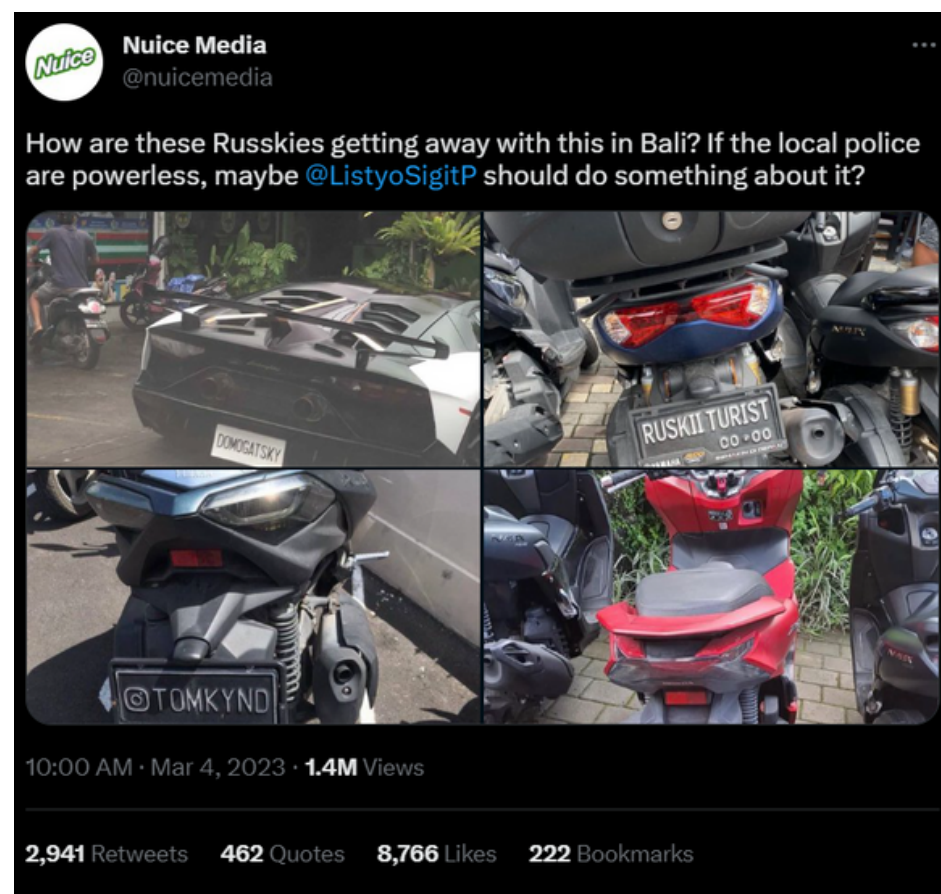 Nuice
Nuice Media
@nuicemedia
How are these Russkies getting away with this in Bali? If the local police
are powerless, maybe @ListyoSigitP should do something about it?
DOMOGATSKY
RUSKII TURIST
00•00
YAMAHA
TOMKYND
10:00 AM · Mar 4, 2023 · 1.4M Views
2,941 Retweets 462 Quotes 8,766 Likes 222 Bookmarks